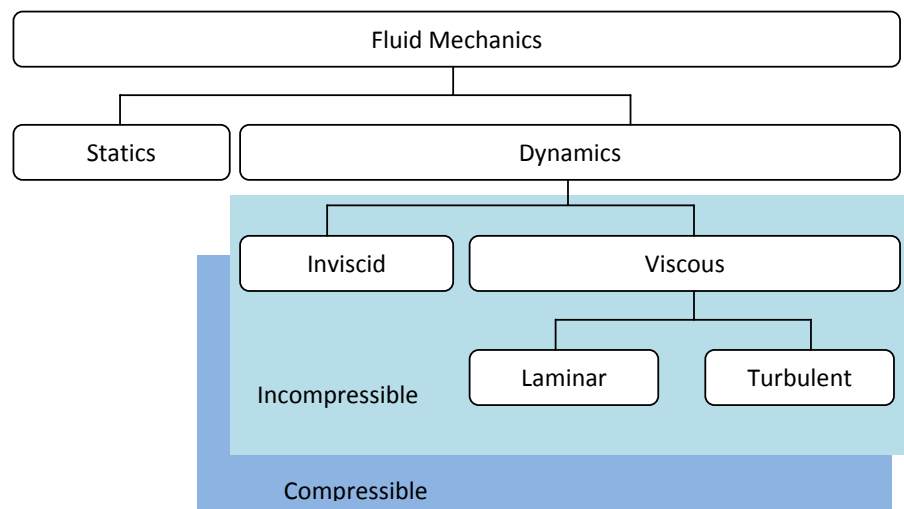 Fluid Mechanics
Statics
Dynamics
Inviscid
Viscous
Laminar
Turbulent
Incompressible
Compressible